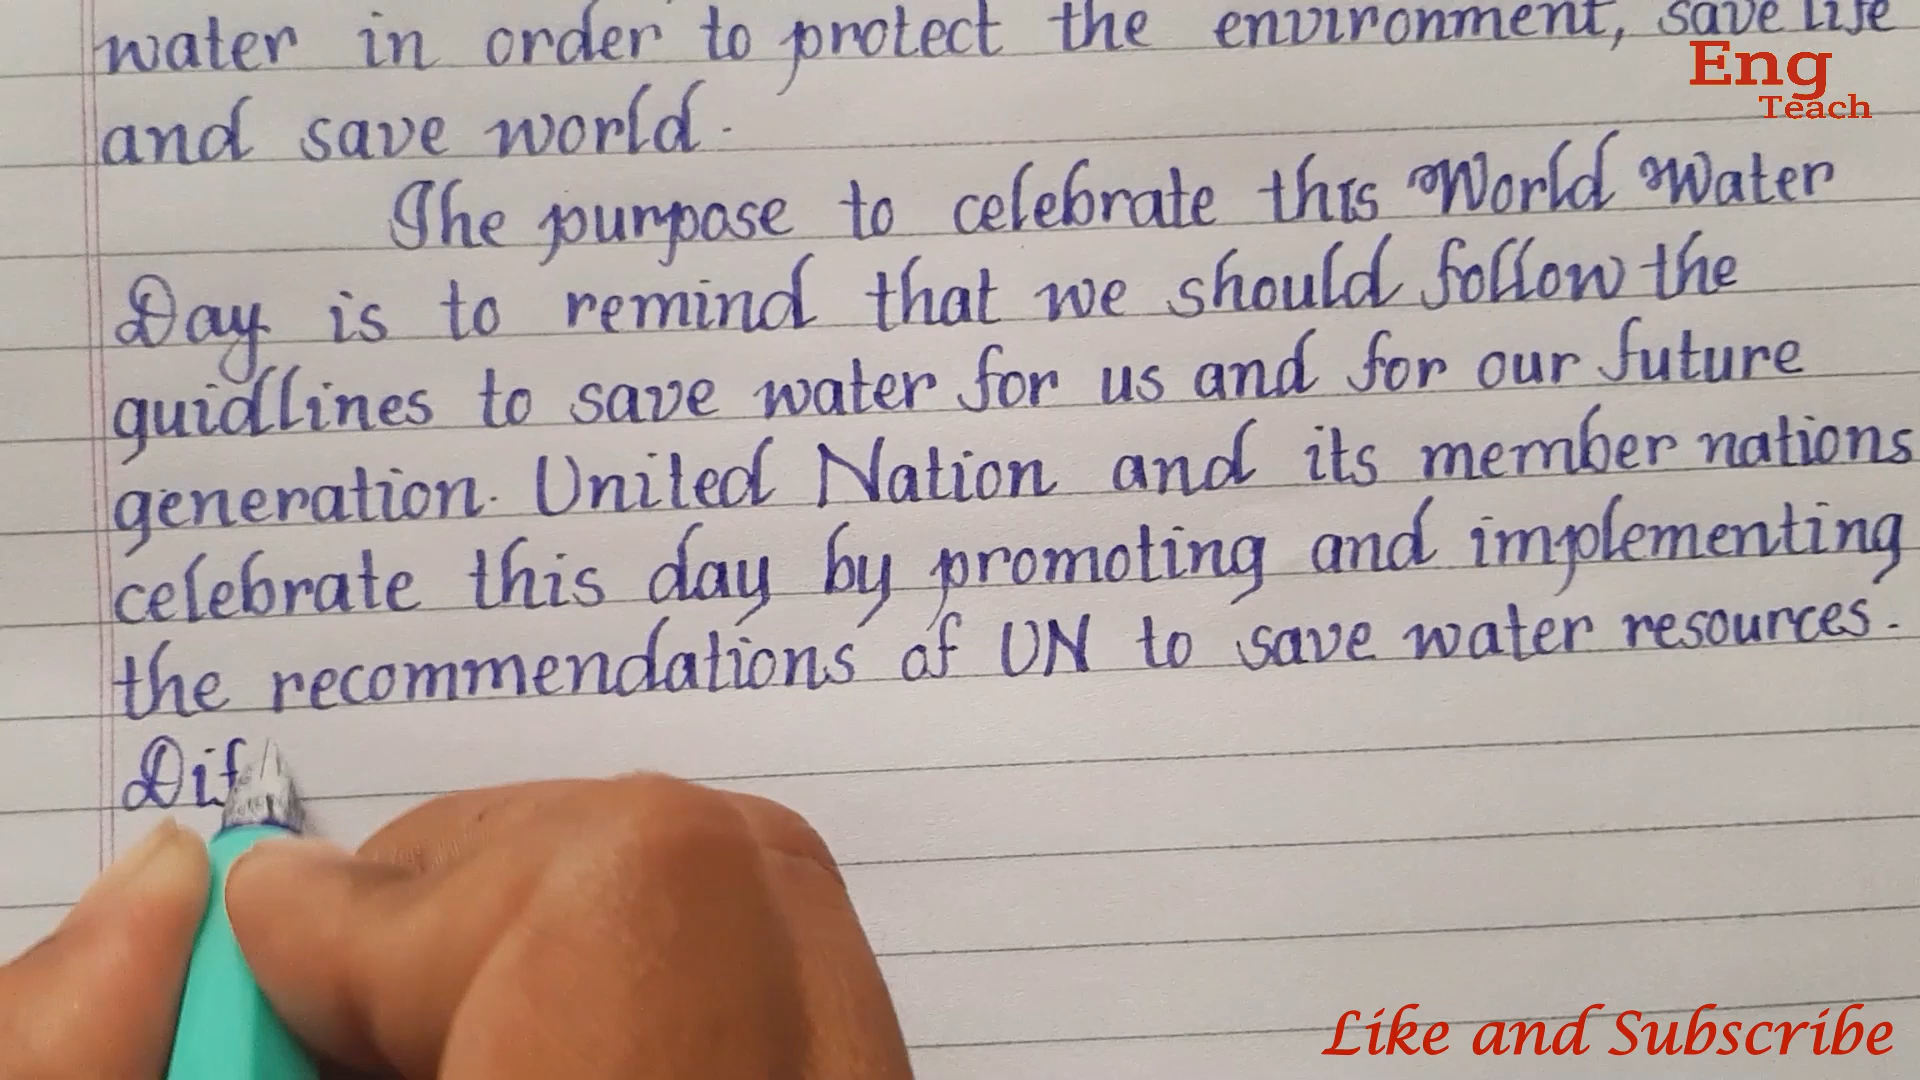 water in order to protect the environment, save life
Eng
Teach
and save world.
The purpose to celebrate this World Water
Day is to remind that we should follow the
guidlines to save water for us and for our future
generation. United Nation and its member nations
celebrate this day by promoting and implementing
the recommendations of UN to save water resources.
Dif
Like and Subscribe